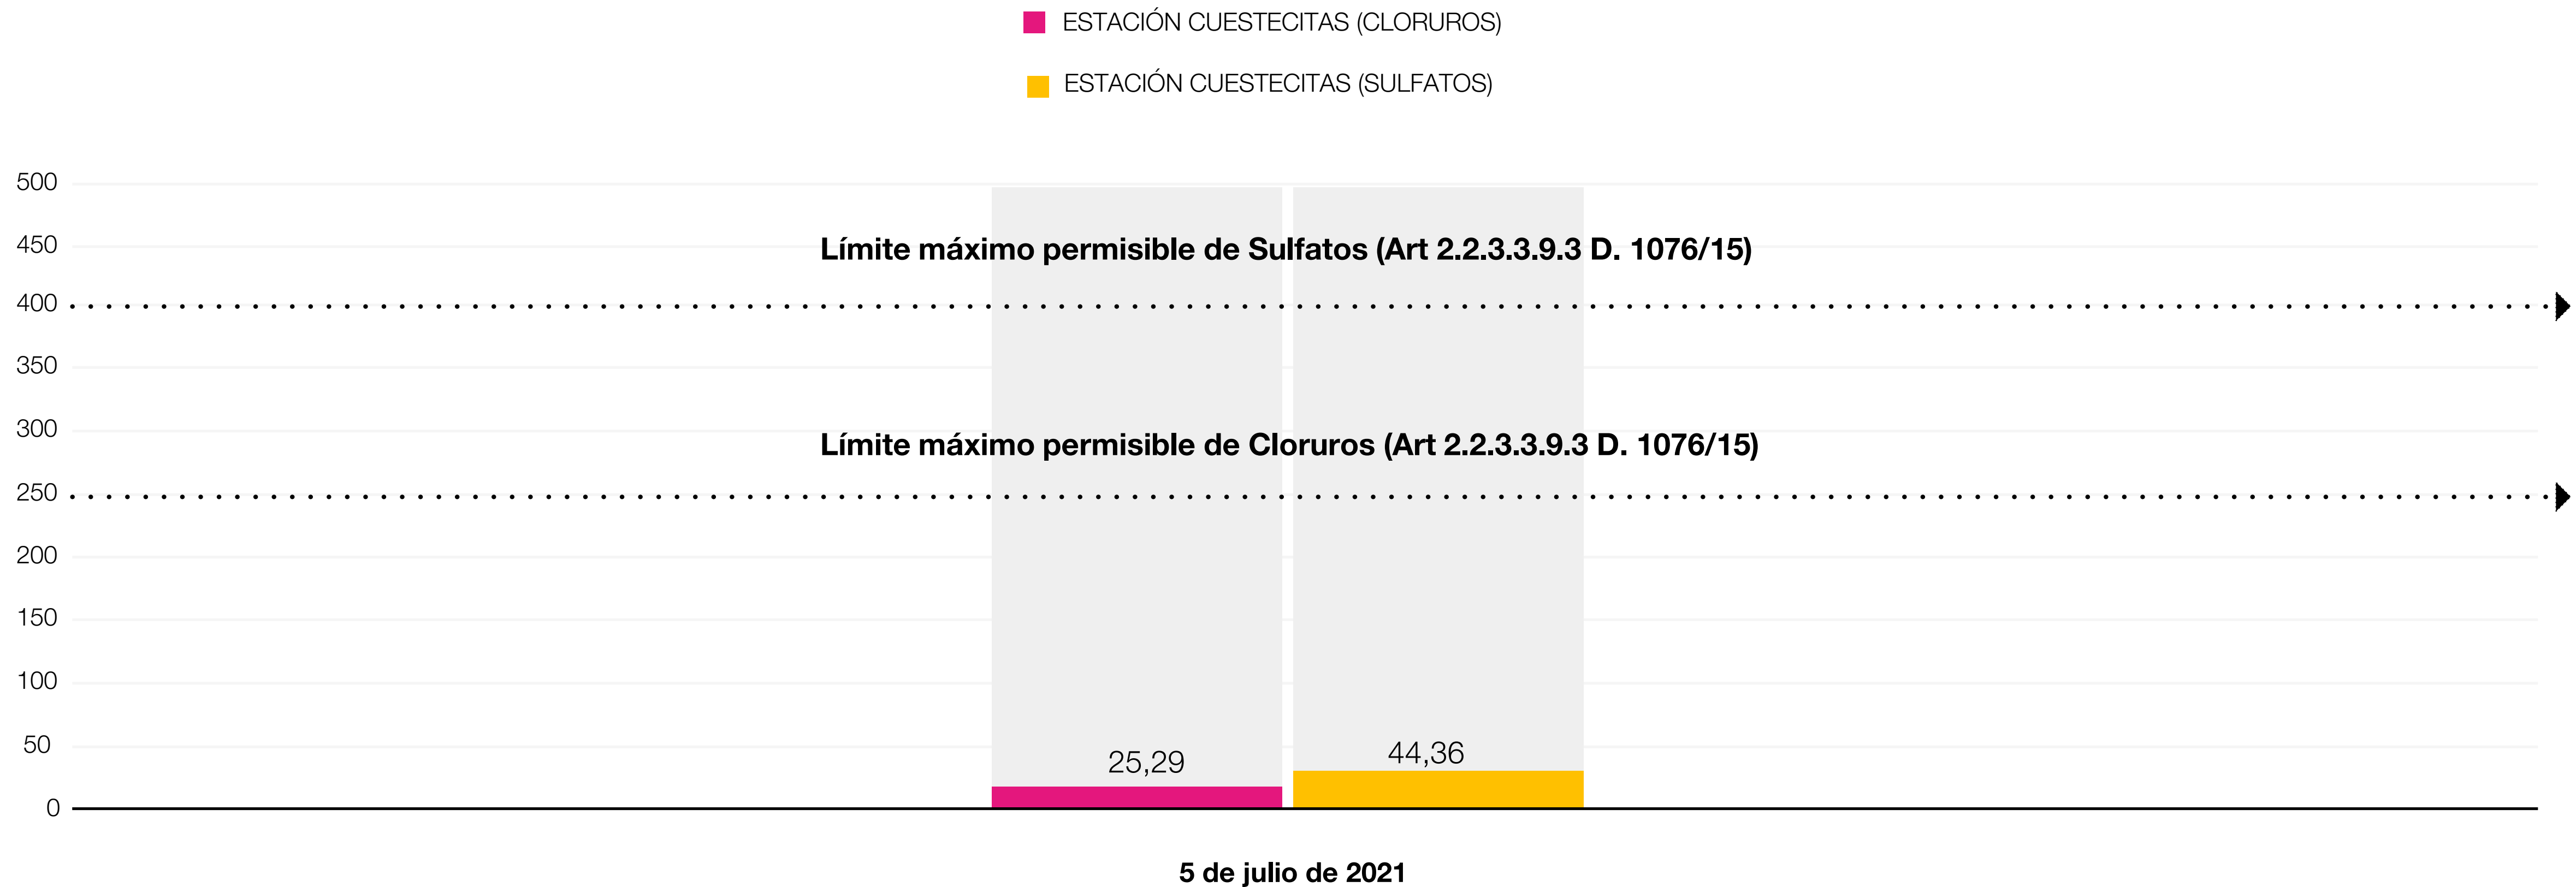 ESTACIÓN CUESTECITAS (CLORUROS)
ESTACIÓN CUESTECITAS (SULFATOS)
500
450
Límite máximo permisible de Sulfatos (Art 2.2.3.3.9.3 D. 1076/15)
400
350
300
Límite máximo permisible de Cloruros (Art 2.2.3.3.9.3 D. 1076/15)
250
200
150
100
50
25,29
44,36
0
5 de julio de 2021